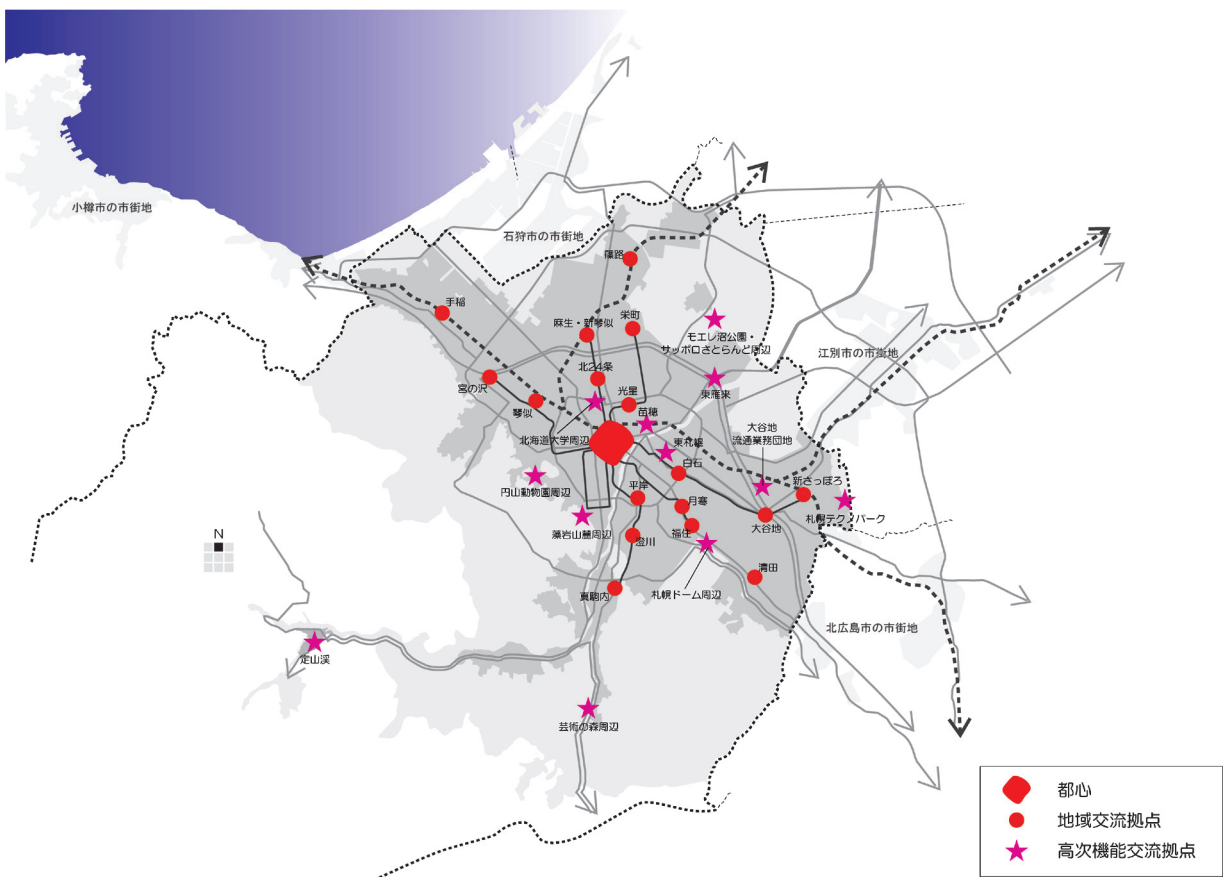 小樽市の市街地
石狩市の市街地
篠路
手稲
麻生・新琴似
栄町
モエレ沼公園・
サッポロさとらんど周辺
江別市の市街地
北24条
宮の沢
光星
東雁来
琴似
苗穂
北海道大学周辺
東札幌
大谷地
流通業務団地
白石
円山動物園周辺
平岸
月寒
新さっぽろ
札幌テクノパーク
藻岩山麓周辺
澄川
福住
大谷地
清田
真駒内
札幌ドーム周辺
N
北広島市の市街地
定山渓
芸術の森周辺
都心
地域交流拠点
高次機能交流拠点